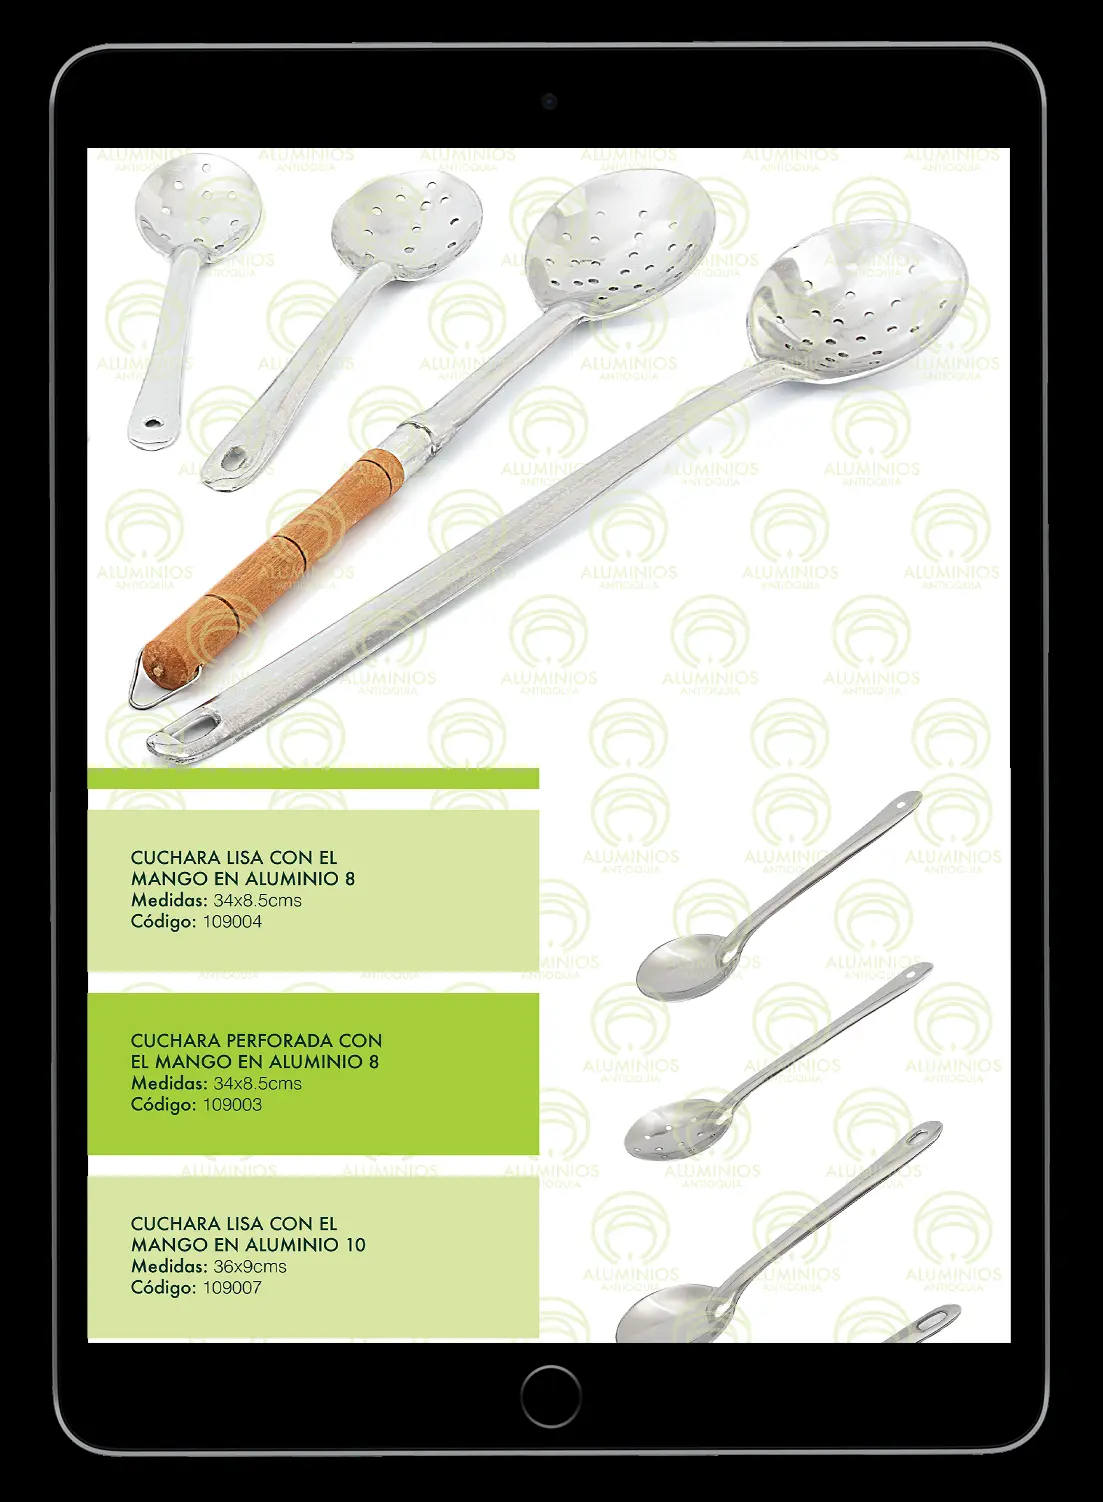 CUCHARA LISA CON EL
MANGO EN ALUMINIO 8
Medidas: 34x8.5cms
Código: 109004
CUCHARA PERFORADA CON
EL MANGO EN ALUMINIO 8
Medidas: 34x8.5cms
Código: 109003
CUCHARA LISA CON EL
MANGO EN ALUMINIO 10
Medidas: 36x9cms
Código: 109007
ALUMINIOS
ANTIOQUIA